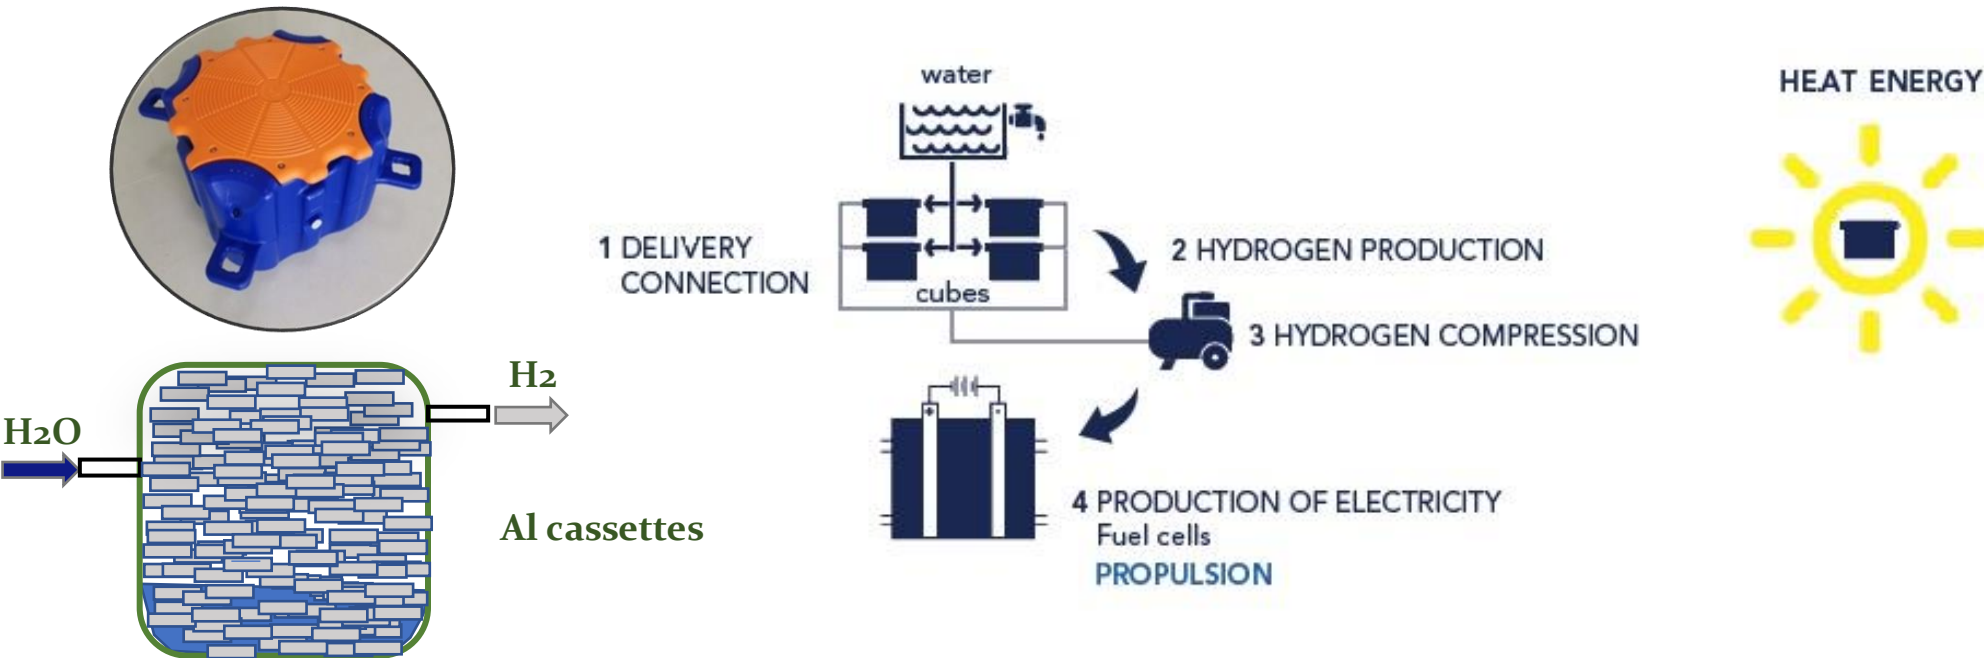 water
HEAT ENERGY
1 DELIVERY
CONNECTION
2 HYDROGEN PRODUCTION
cubes
3 HYDROGEN COMPRESSION
H2
H2O
Al cassettes
+ -
4 PRODUCTION OF ELECTRICITY
Fuel cells
PROPULSION